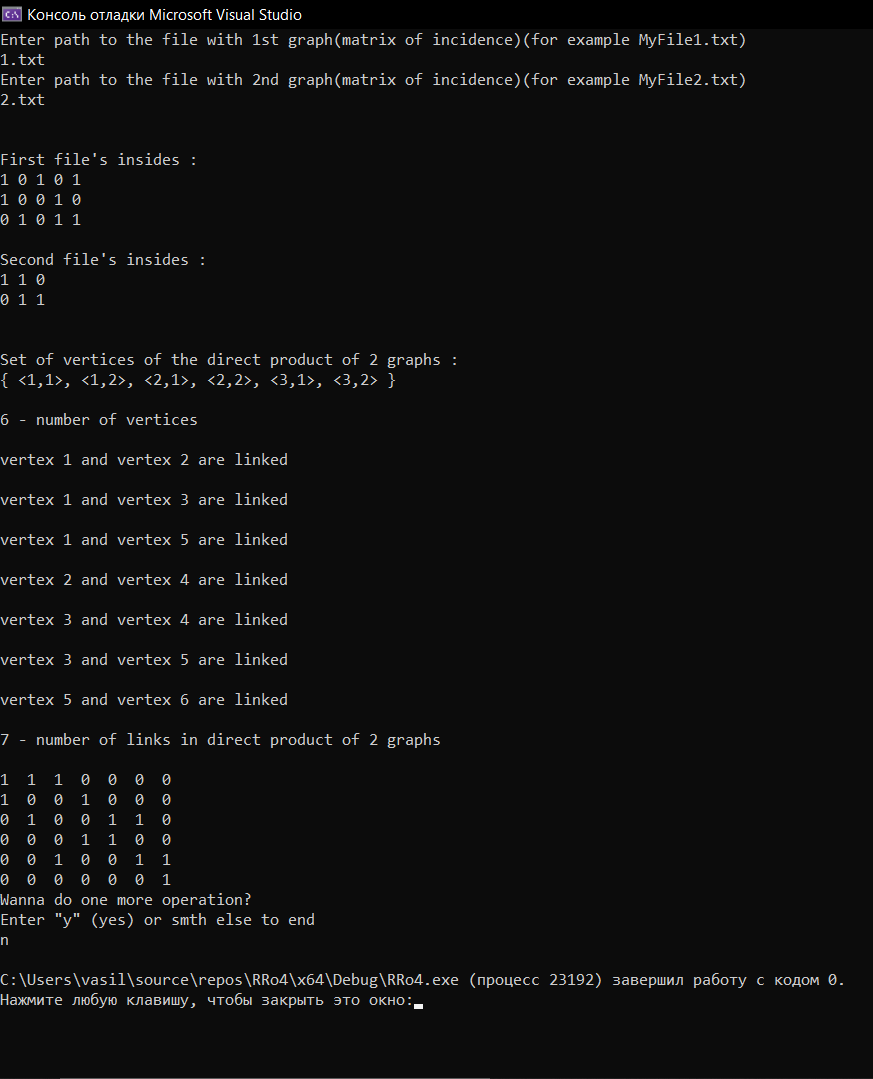 Консоль отладки Microsoft Visual Studio
Enter path to the file with 1st graph(matrix of incidence)(for example MyFile1.txt)
1.txt
Enter path to the file with 2nd graph(matrix of incidence)(for example MyFile2.txt)
2.txt
First file's insides :
1 0 1 0 1
1 0 0 1 0
0 1 0 1 1
Second file's insides :
1 1 0
0 1 1
Set of vertices of the direct product of 2 graphs :
{ <1,1>, <1,2>, <2,1>, <2,2>, <3,1>, <3,2> }
6 - number of vertices
vertex 1 and vertex 2 are linked
vertex 1 and vertex 3 are linked
vertex 1 and vertex 5 are linked
vertex 2 and vertex 4 are linked
vertex 3 and vertex 4 are linked
vertex 3 and vertex 5 are linked
vertex 5 and vertex 6 are linked
7 - number of links in direct product of 2 graphs
1  1  1  0  0  0  0
1  0  0  1  0  0  0
0  1  0  0  1  1  0
0  0  0  1  1  0  0
0  0  1  0  0  1  1
0  0  0  0  0  0  1
Wanna do one more operation?
Enter "y" (yes) or smth else to end
n
C:\Users\vasil\source\repos\RRo4\x64\Debug\RRo4.exe (процесс 23192) завершил работу с кодом 0.
Нажмите любую клавишу, чтобы закрыть это окно: